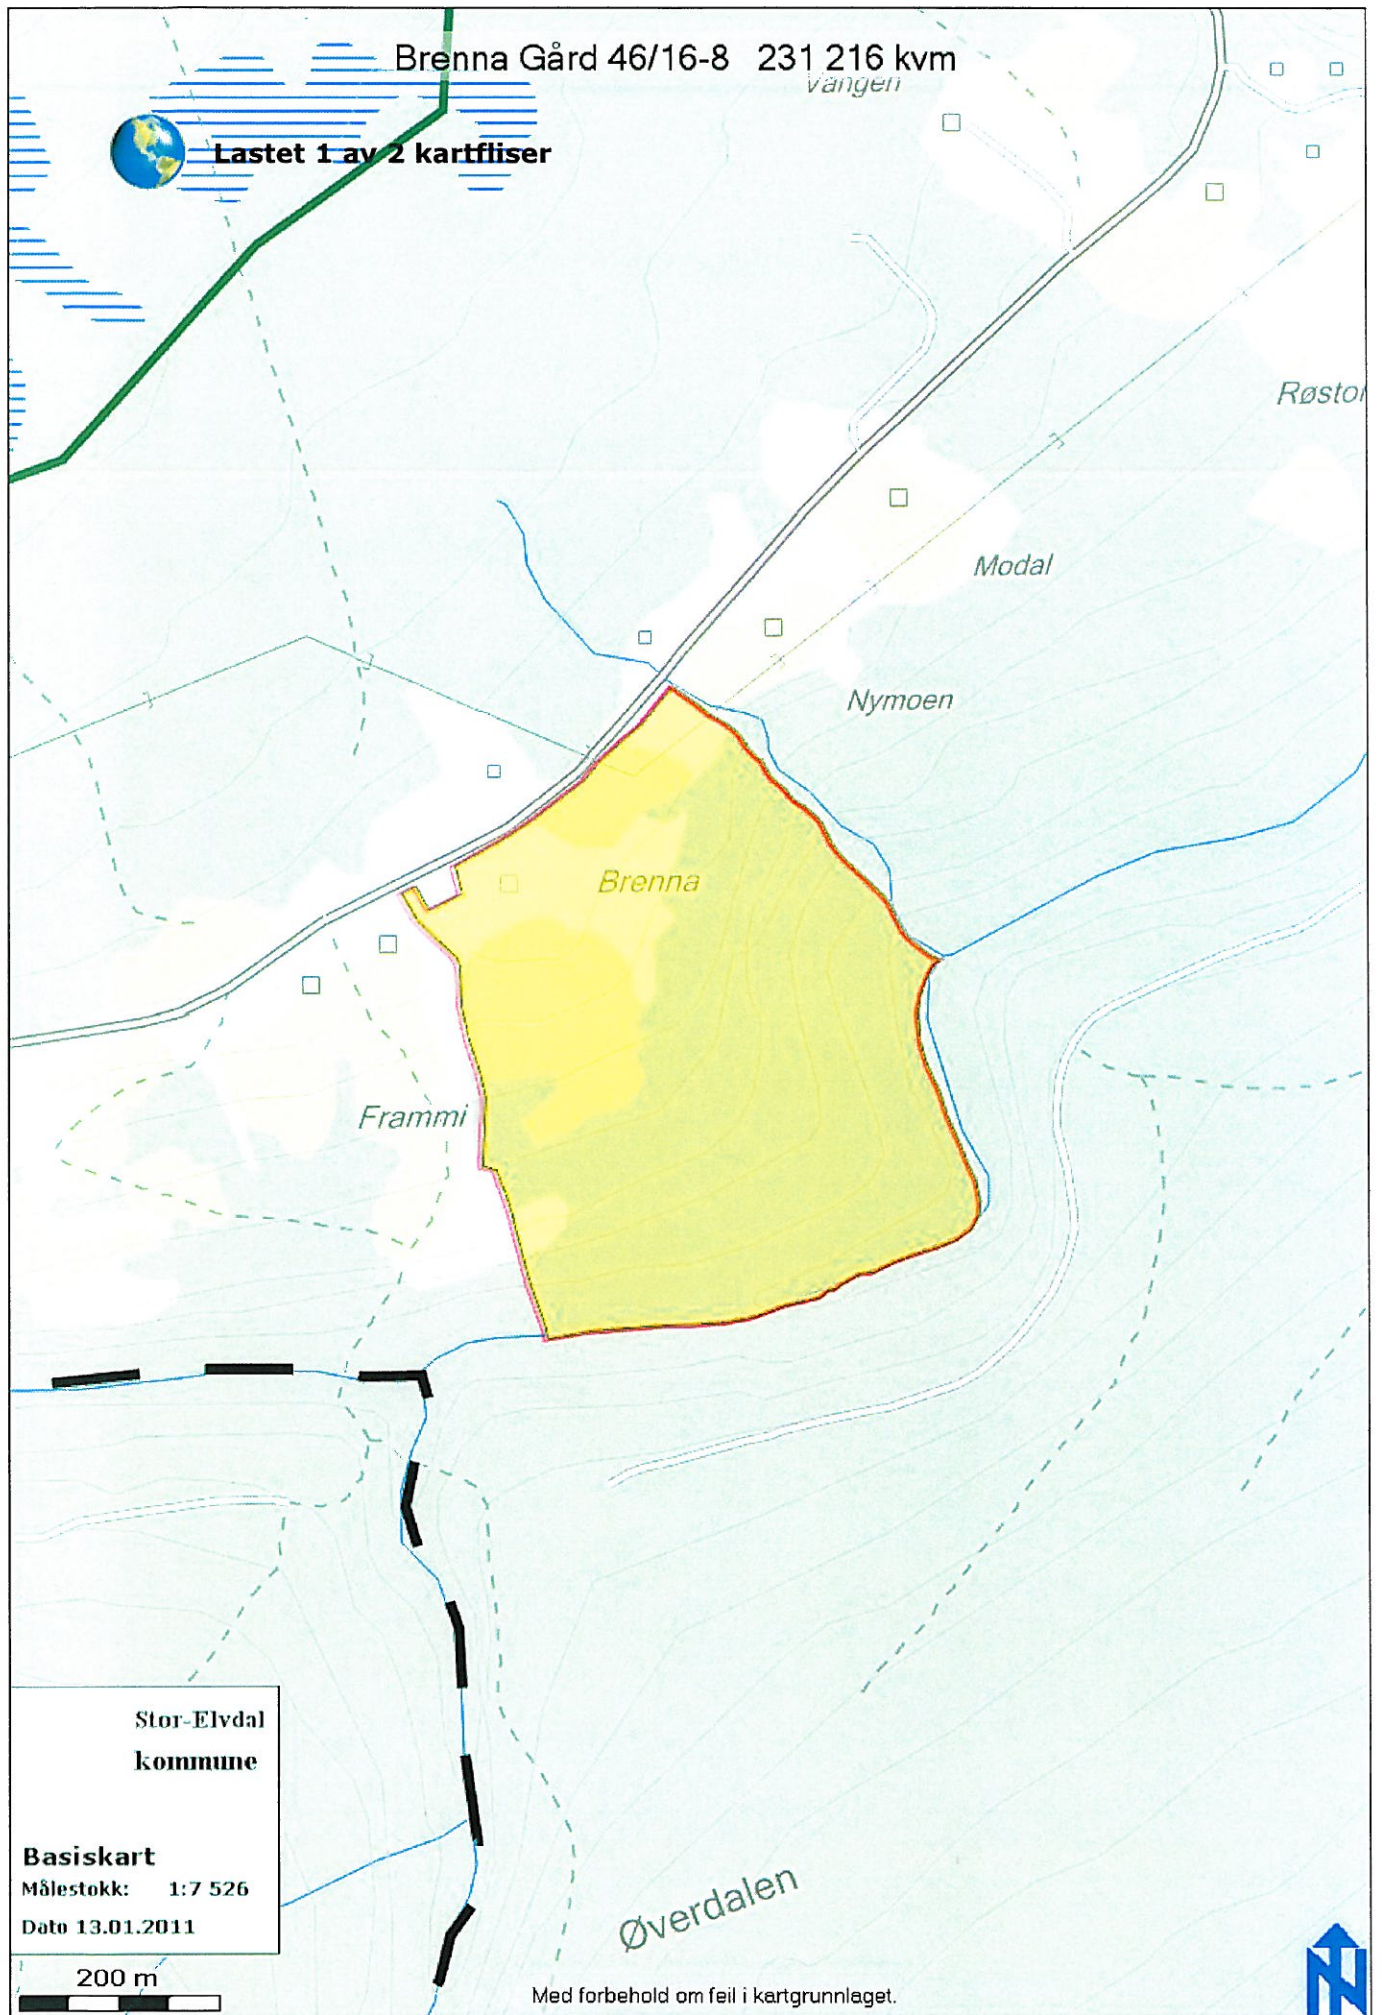 Brenna Gård 46/16-8 231 216 kvm
Vangen
Lastet 1 av 2 kartfliser
Røstol
Modal
Nymoen
Brenna
Frammi
Stor-Elvdal
kommune
Basiskart
Målestokk: 1:7 526
Dato 13.01.2011
Øverdalen
200 m
Med forbehold om feil i kartgrunnlaget.
N